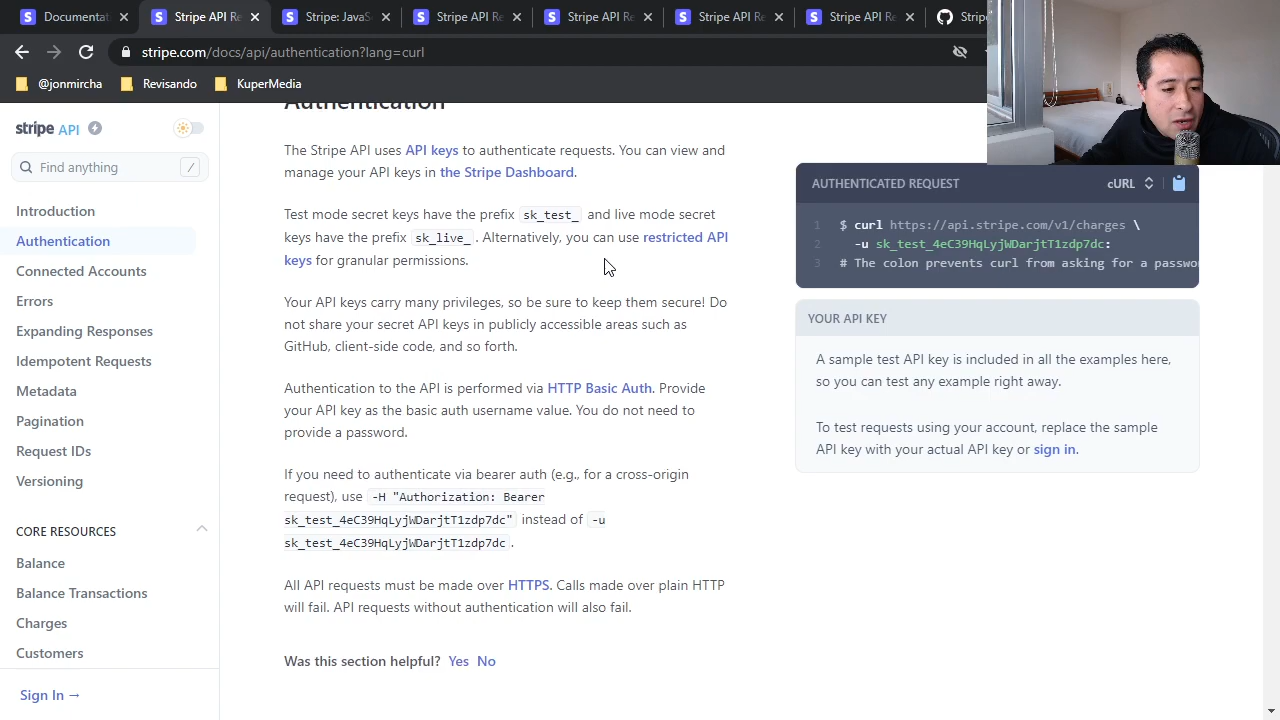 Documentat
Stripe API Re
Stripe: JavaS
Stripe API Re
Stripe API Re
Stripe API Re
Stripe API Re
Strip
stripe.com/docs/api/authentication?lang=curl
@jonmircha
Revisando
KuperMedia
stripe API
Find anything /
Introduction
Authentication
Connected Accounts
Errors
Expanding Responses
Idempotent Requests
Metadata
Pagination
Request IDs
Versioning
CORE RESOURCES
Balance
Balance Transactions
Charges
Customers
Sign In →
Authentication
The Stripe API uses API keys to authenticate requests. You can view and
manage your API keys in the Stripe Dashboard.
Test mode secret keys have the prefix sk_test_ and live mode secret
keys have the prefix sk_live_. Alternatively, you can use restricted API
keys for granular permissions.
Your API keys carry many privileges, so be sure to keep them secure! Do
not share your secret API keys in publicly accessible areas such as
GitHub, client-side code, and so forth.
Authentication to the API is performed via HTTP Basic Auth. Provide
your API key as the basic auth username value. You do not need to
provide a password.
If you need to authenticate via bearer auth (e.g., for a cross-origin
request), use -H "Authorization: Bearer
sk_test_4eC39HqLyjWDarjtT1zdp7dc" instead of -u
sk_test_4eC39HqLyjWDarjtT1zdp7dc.
All API requests must be made over HTTPS. Calls made over plain HTTP
will fail. API requests without authentication will also fail.
Was this section helpful? Yes No
AUTHENTICATED REQUEST cURL
1 $ curl https://api.stripe.com/v1/charges \
2 -u sk_test_4eC39HqLyjWDarjtT1zdp7dc:
3 # The colon prevents curl from asking for a passwo
YOUR API KEY
A sample test API key is included in all the examples here,
so you can test any example right away.
To test requests using your account, replace the sample
API key with your actual API key or sign in.